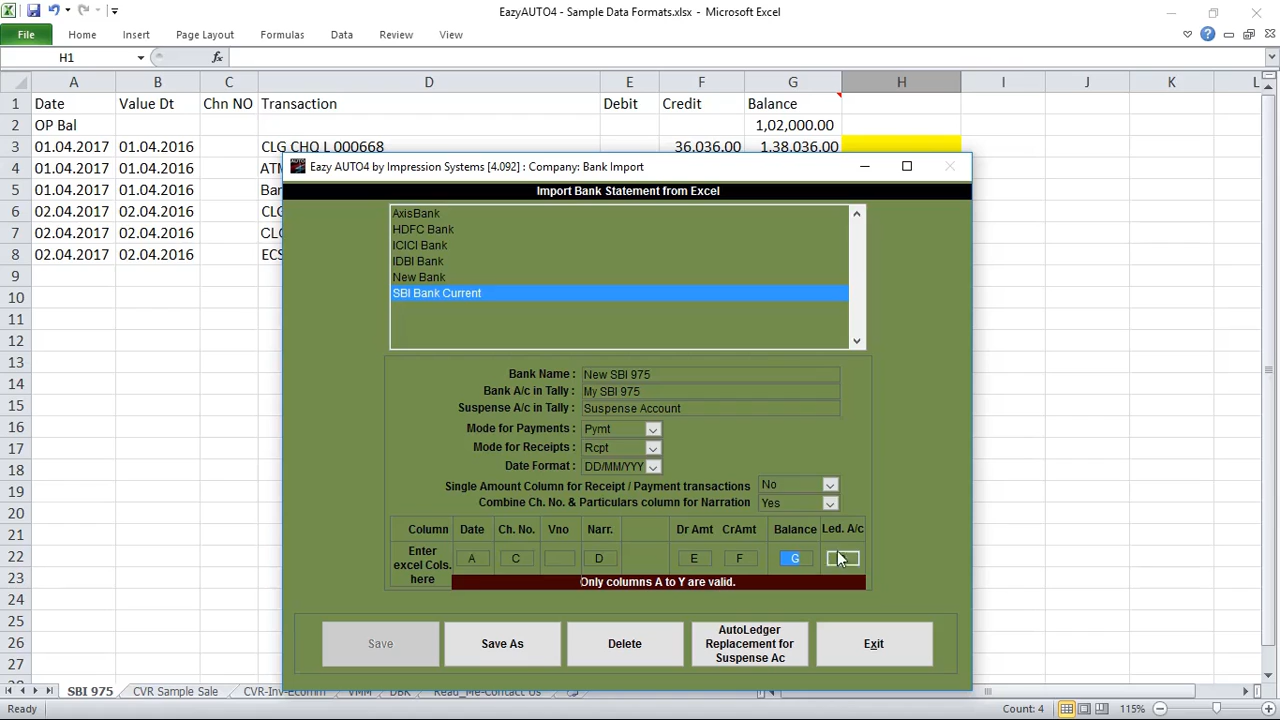 EazyAUTO4 - Sample Data Formats.xlsx - Microsoft Excel
File Home Insert Page Layout Formulas Data Review View
H1 fx
A B C D E F G H I J K L
1 Date Value Dt Chn NO Transaction Debit Credit Balance
2 OP Bal 1,02,000.00
3 01.04.2017 01.04.2016 CLG CHQ L 000668 36,036.00 1,38,036.00
4 01.04.2017 01.04.2016 ATM
5 01.04.2017 01.04.2016
6 02.04.2017 02.04.2016
7 02.04.2017 02.04.2016
8 02.04.2017 02.04.2016
9
10
11
12
13
14
15
16
17
18
19
20
21
22
23
24
25
26
27
Eazy AUTO4 by Impression Systems [4.092] : Company: Bank Import
Import Bank Statement from Excel
AxisBank
HDFC Bank
ICICI Bank
IDBI Bank
New Bank
SBI Bank Current
Bank Name : New SBI 975
Bank A/c in Tally : My SBI 975
Suspense A/c in Tally : Suspense Account
Mode for Payments : Pymt
Mode for Receipts : Rcpt
Date Format : DD/MM/YYY
Single Amount Column for Receipt / Payment transactions No
Combine Ch. No. & Particulars column for Narration Yes
Column Date Ch. No. Vno Narr. Dr Amt CrAmt Balance Led. A/c
Enter excel Cols. here A C D E F G
Only columns A to Y are valid.
Save
Save As
Delete
AutoLedger
Replacement for
Suspense Ac
Exit
SBI 975 CVR Sample Sale CVR-Inv-Ecomm VMM DBK Read_Me-Contact Us
Ready Count: 4 115%